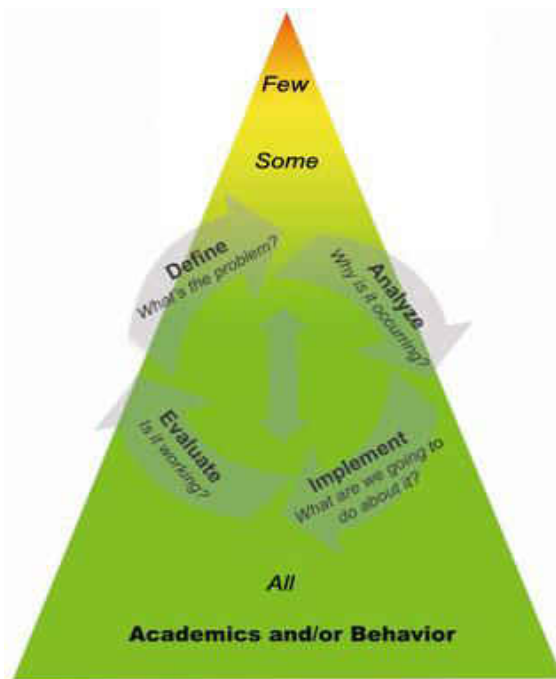 Few
Some
Define
What's the problem?
Analyze
Why is it occurring?
Implement
What are we going to
do about it?
Evaluate
Is it working?
All
Academics and/or Behavior